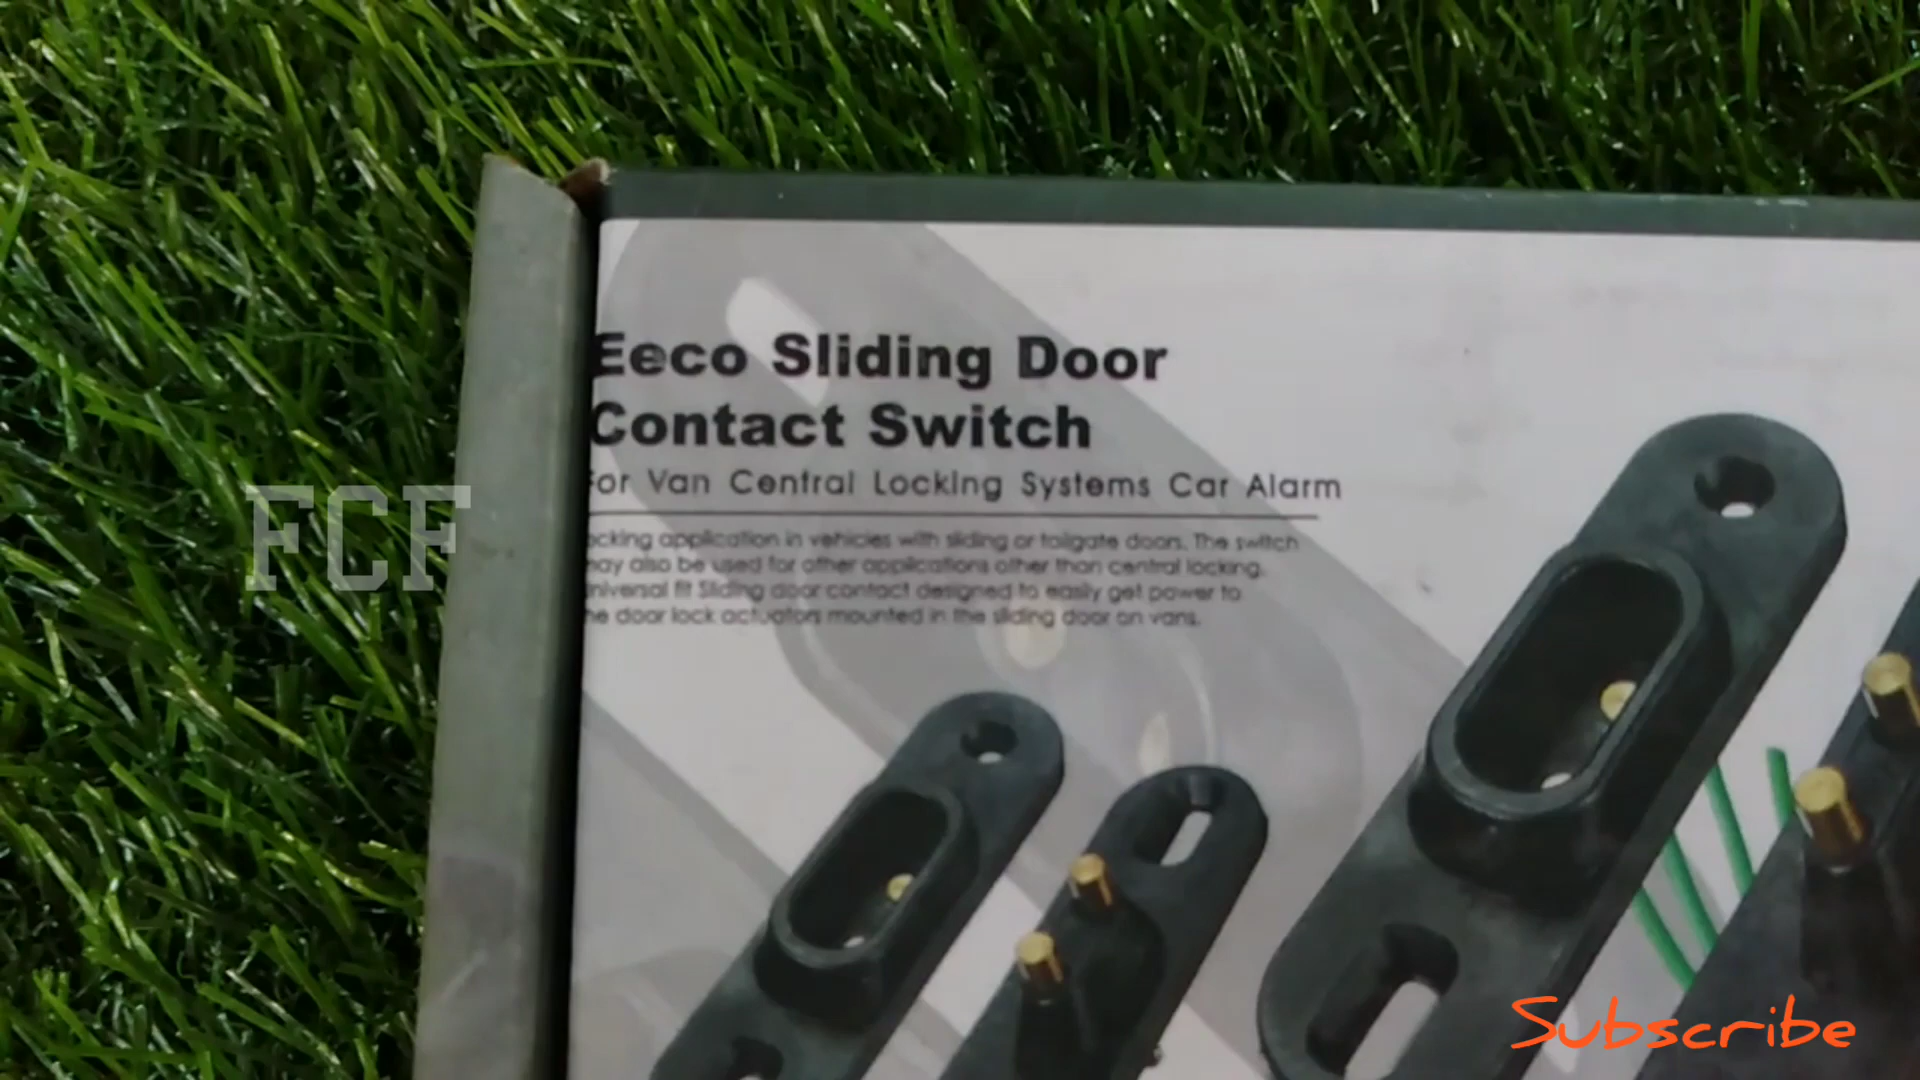 Eeco Sliding Door
Contact Switch
For Van Central Locking Systems Car Alarm
ocking application in vehicles with sliding or tailgate doors. The switch
may also be used for other applications other than central locking.
universal fit Sliding door contact designed to easily get power to
he door lock actuators mounted in the sliding door on vans.
FCF
Subscribe